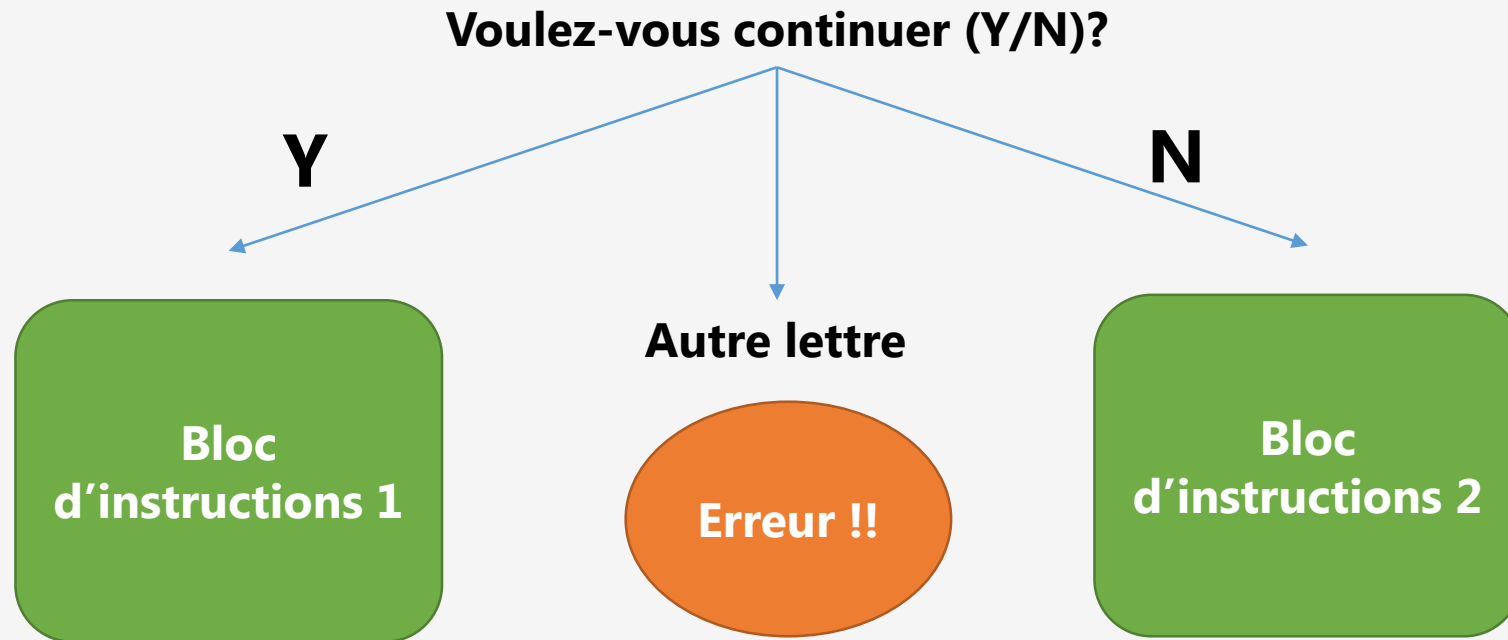 Voulez-vous continuer (Y/N)?
Y
N
Autre lettre
Bloc
d’instructions 1
Erreur !!
Bloc
d’instructions 2